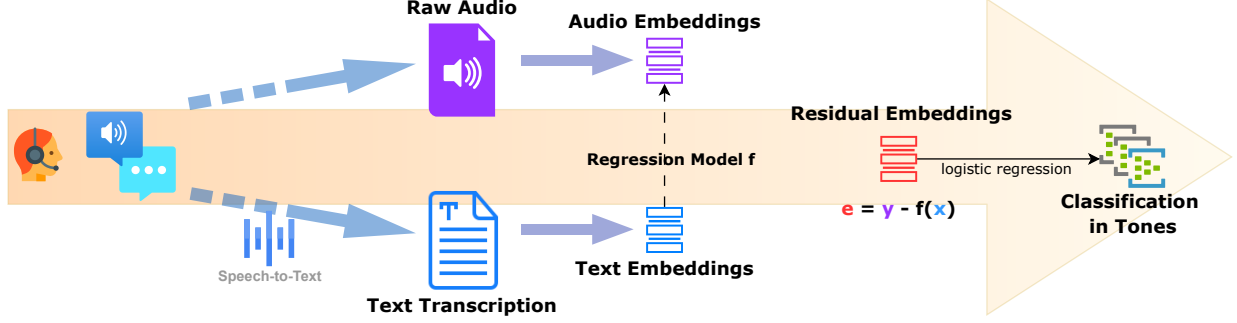 Raw Audio
Audio Embeddings
Residual Embeddings
Regression Model f
logistic regression
Classification
in Tones
e = y - f(x)
T
Speech-to-Text
Text Embeddings
Text Transcription